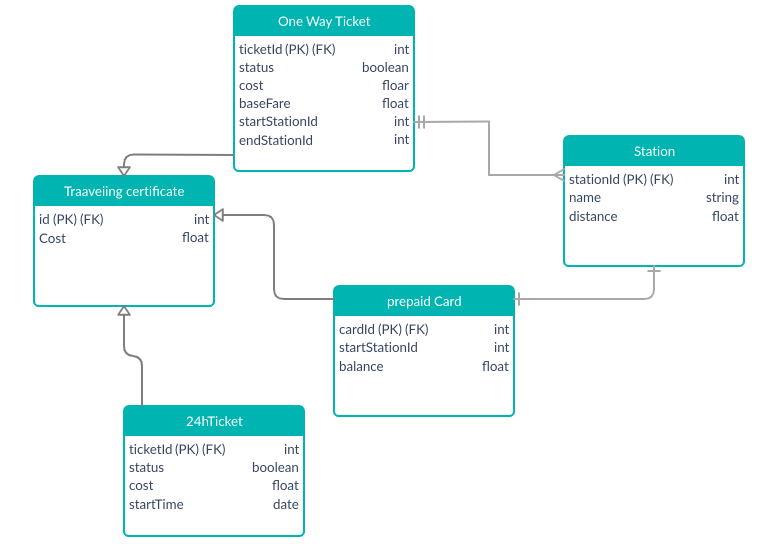 One Way Ticket
ticketId (PK) (FK) int
status boolean
cost floar
baseFare float
startStationId int
endStationId int
Station
stationId (PK) (FK) int
name string
distance float
Traaveiing certificate
id (PK) (FK) int
Cost float
prepaid Card
cardId (PK) (FK) int
startStationId int
balance float
24hTicket
ticketId (PK) (FK) int
status boolean
cost float
startTime date